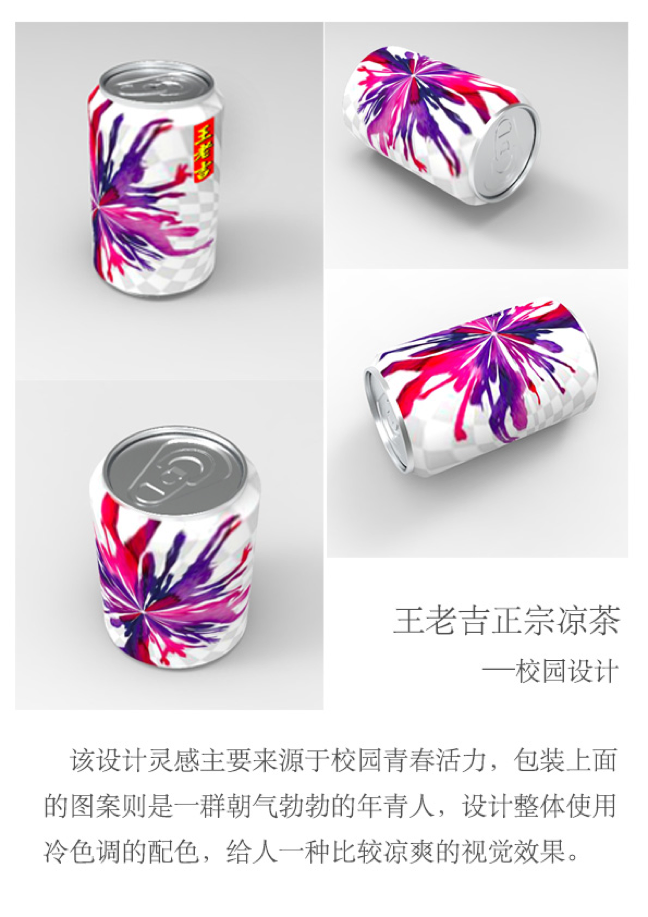 王老吉
王老吉正宗凉茶
—校园设计
该设计灵感主要来源于校园青春活力，包装上面
的图案则是一群朝气勃勃的年青人，设计整体使用
冷色调的配色，给人一种比较凉爽的视觉效果。